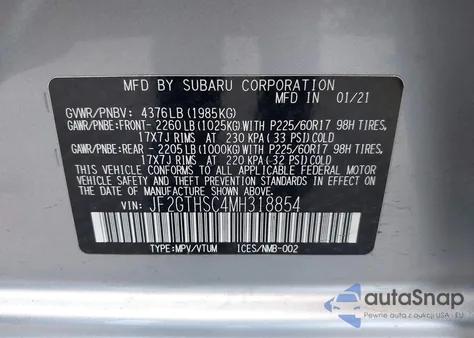 MFD BY SUBARU CORPORATION
MFD IN 01/21
GVWR/PNBV: 4376LB (1985KG)
GAWR/PNBE:FRONT- 2260LB (1025KG)WITH P225/60R17 98H TIRES,
17X7J RIMS AT 230 KPA (33 PSI)COLD
GAWR/PNBE:REAR - 2205LB (1000KG)WITH P225/60R17 98H TIRES,
17X7J RIMS AT 220 KPA (32 PSI)COLD
THIS VEHICLE CONFORMS TO ALL APPLICABLE FEDERAL MOTOR
VEHICLE SAFETY AND BUMPER STANDARDS IN EFFECT ON THE
DATE OF MANUFACTURE SHOWN ABOVE.
VIN: JF2GTHSC4MH318854
TYPE:MPV/VTUM ICES/NMB-002
autoSnap
Pewne auta z aukcji USA - EU